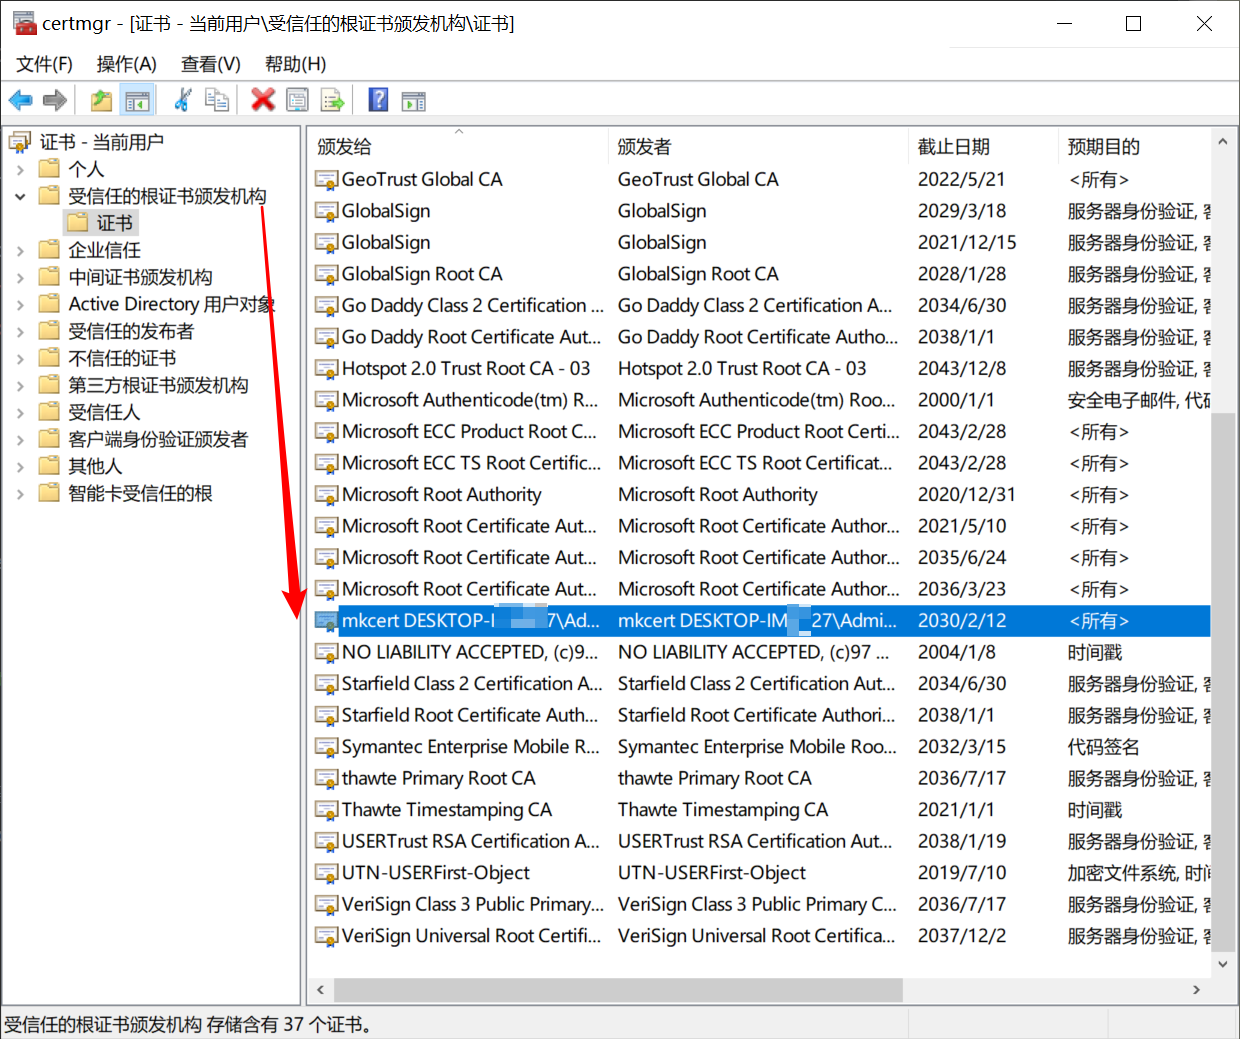 certmgr - [证书 - 当前用户\受信任的根证书颁发机构\证书]
文件(F) 操作(A) 查看(V) 帮助(H)
证书 - 当前用户
个人
受信任的根证书颁发机构
证书
企业信任
中间证书颁发机构
Active Directory 用户对象
受信任的发布者
不信任的证书
第三方根证书颁发机构
受信任人
客户端身份验证颁发者
其他人
智能卡受信任的根
颁发给 颁发者 截止日期 预期目的
GeoTrust Global CA GeoTrust Global CA 2022/5/21 <所有>
GlobalSign GlobalSign 2029/3/18 服务器身份验证, 客
GlobalSign GlobalSign 2021/12/15 服务器身份验证, 客
GlobalSign Root CA GlobalSign Root CA 2028/1/28 服务器身份验证, 客
Go Daddy Class 2 Certification ... Go Daddy Class 2 Certification A... 2034/6/30 服务器身份验证, 客
Go Daddy Root Certificate Aut... Go Daddy Root Certificate Autho... 2038/1/1 服务器身份验证, 客
Hotspot 2.0 Trust Root CA - 03 Hotspot 2.0 Trust Root CA - 03 2043/12/8 服务器身份验证, 客
Microsoft Authenticode(tm) R... Microsoft Authenticode(tm) Roo... 2000/1/1 安全电子邮件, 代码
Microsoft ECC Product Root C... Microsoft ECC Product Root Certi... 2043/2/28 <所有>
Microsoft ECC TS Root Certific... Microsoft ECC TS Root Certificat... 2043/2/28 <所有>
Microsoft Root Authority Microsoft Root Authority 2020/12/31 <所有>
Microsoft Root Certificate Aut... Microsoft Root Certificate Author... 2021/5/10 <所有>
Microsoft Root Certificate Aut... Microsoft Root Certificate Author... 2035/6/24 <所有>
Microsoft Root Certificate Aut... Microsoft Root Certificate Author... 2036/3/23 <所有>
mkcert mkcert 2030/2/12 <所有>
NO LIABILITY ACCEPTED, (c)9... NO LIABILITY ACCEPTED, (c)97 ... 2004/1/8 时间戳
Starfield Class 2 Certification A... Starfield Class 2 Certification Aut... 2034/6/30 服务器身份验证, 客
Starfield Root Certificate Auth... Starfield Root Certificate Authori... 2038/1/1 服务器身份验证, 客
Symantec Enterprise Mobile R... Symantec Enterprise Mobile Roo... 2032/3/15 代码签名
thawte Primary Root CA thawte Primary Root CA 2036/7/17 服务器身份验证, 客
Thawte Timestamping CA Thawte Timestamping CA 2021/1/1 时间戳
USERTrust RSA Certification A... USERTrust RSA Certification Aut... 2038/1/19 服务器身份验证, 客
UTN-USERFirst-Object UTN-USERFirst-Object 2019/7/10 加密文件系统, 时间
VeriSign Class 3 Public Primary... VeriSign Class 3 Public Primary C... 2036/7/17 服务器身份验证, 客
VeriSign Universal Root Certifi... VeriSign Universal Root Certifica... 2037/12/2 服务器身份验证, 客
受信任的根证书颁发机构 存储含有 37 个证书。